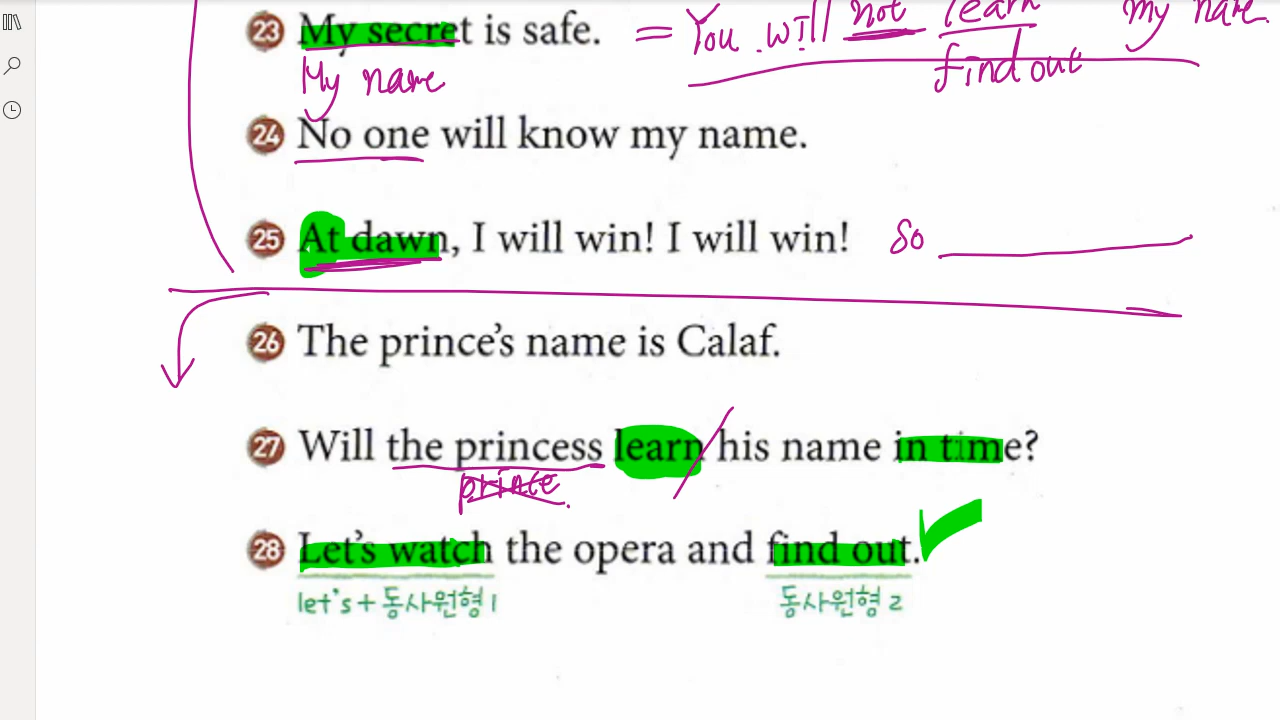 23 My secret is safe. = You will not learn my name.
My name find out
24 No one will know my name.
25 At dawn, I will win! I will win! So
26 The prince's name is Calaf.
27 Will the princess learn his name in time?
prince.
28 Let's watch the opera and find out.
let's + 동사원형 1 동사원형 2